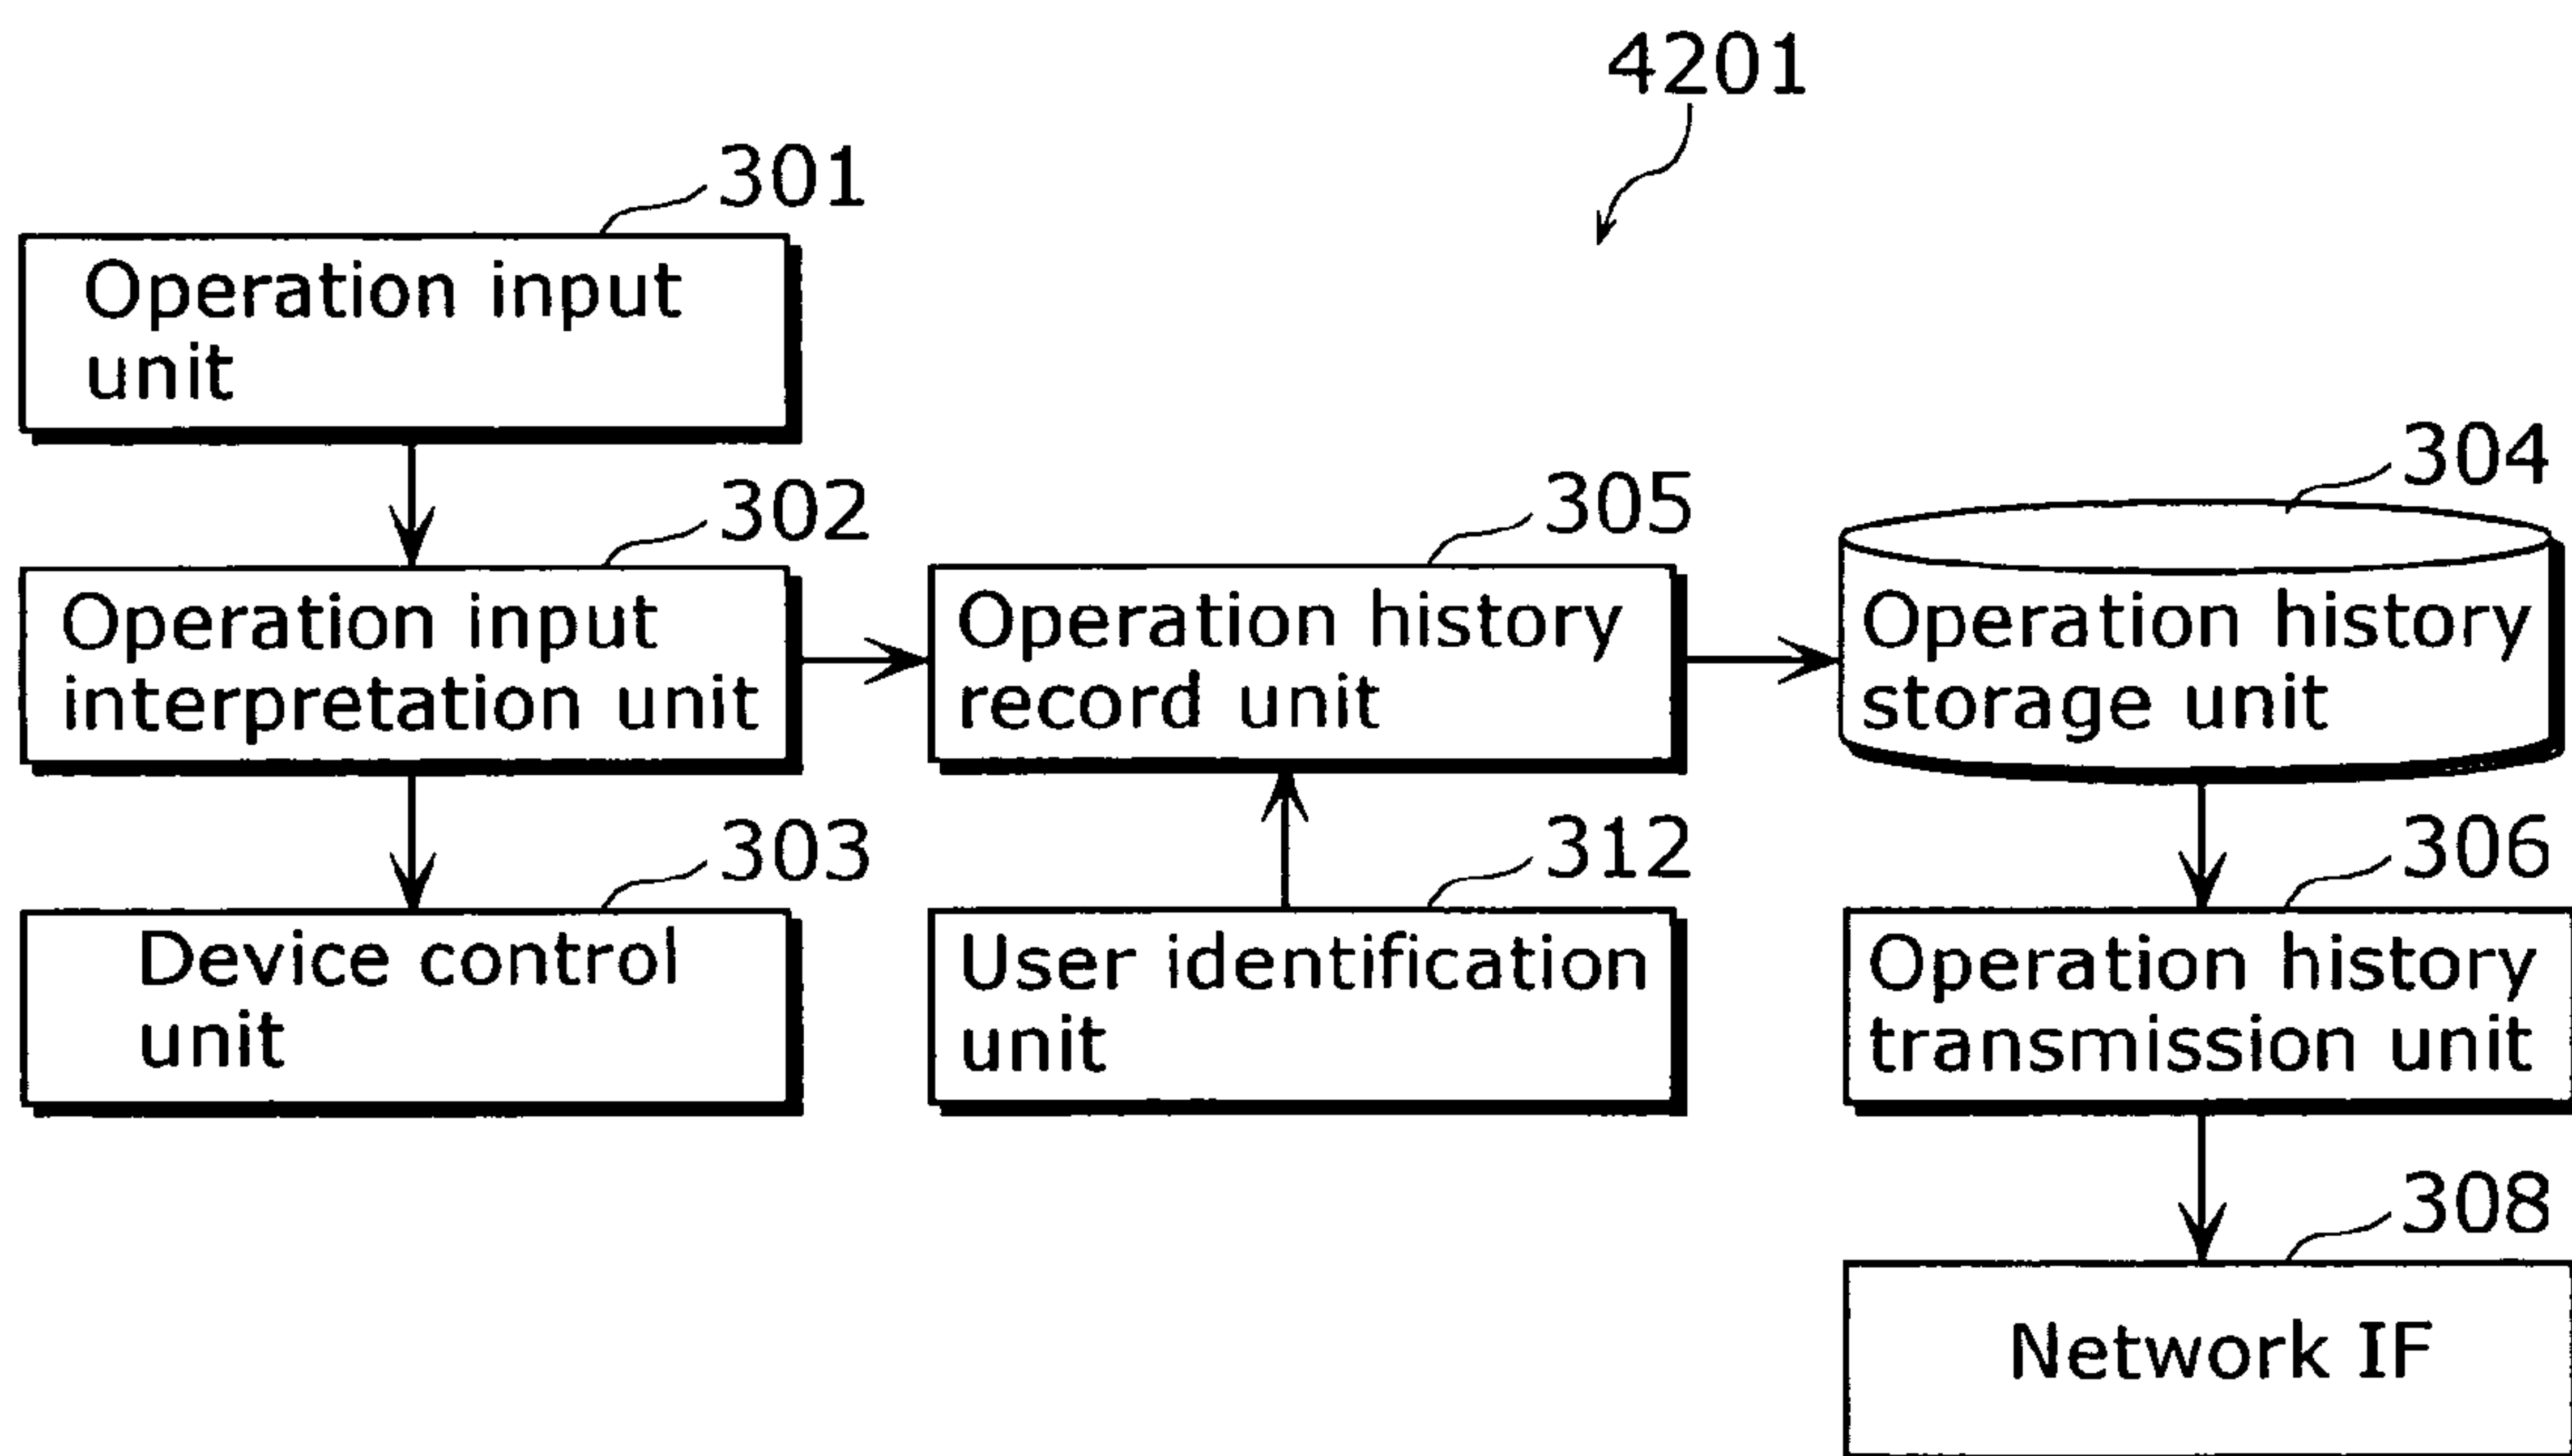 4201
301
Operation input
unit
302
Operation input
interpretation unit
305
Operation history
record unit
304
Operation history
storage unit
303
Device control
unit
312
User identification
unit
306
Operation history
transmission unit
308
Network IF